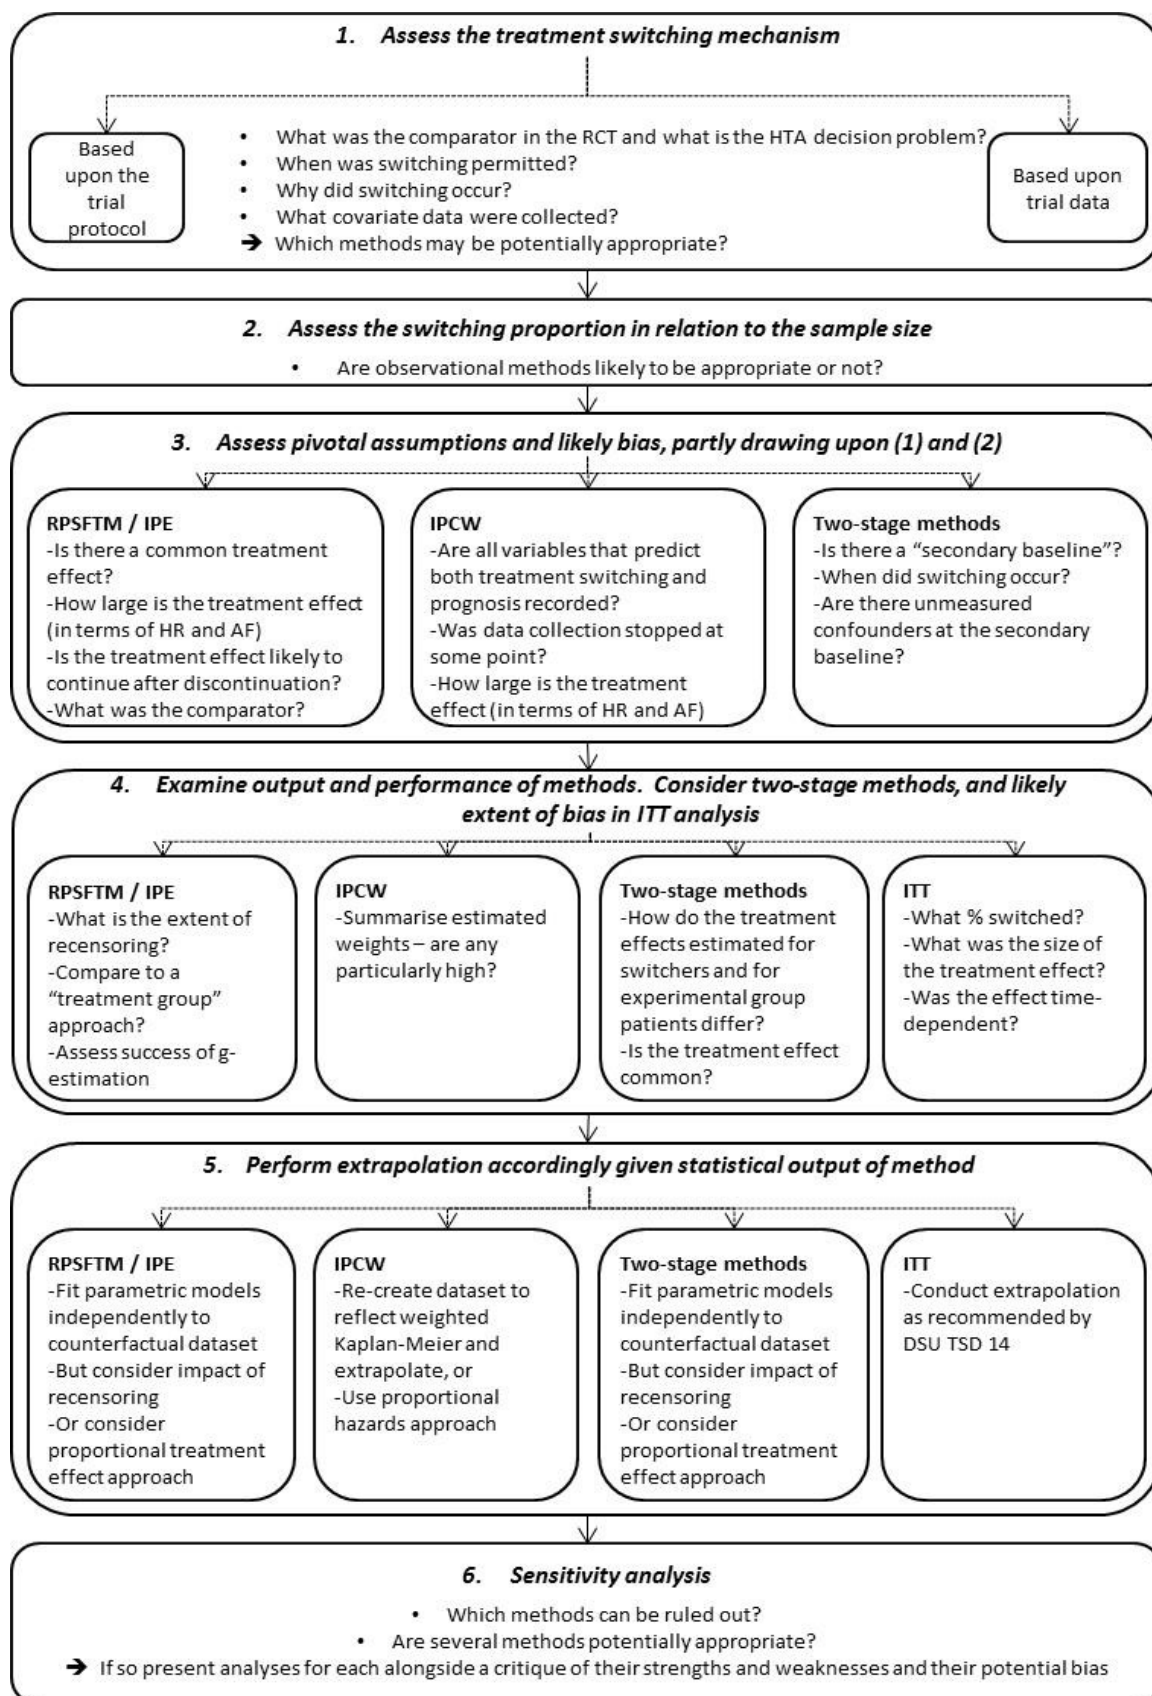 1. Assess the treatment switching mechanism
Based
upon the
trial
protocol
• What was the comparator in the RCT and what is the HTA decision problem?
• When was switching permitted?
• Why did switching occur?
• What covariate data were collected?
➔ Which methods may be potentially appropriate?
Based upon
trial data
2. Assess the switching proportion in relation to the sample size
• Are observational methods likely to be appropriate or not?
3. Assess pivotal assumptions and likely bias, partly drawing upon (1) and (2)
RPSFTM / IPE
-Is there a common treatment
effect?
-How large is the treatment effect
(in terms of HR and AF)
-Is the treatment effect likely to
continue after discontinuation?
-What was the comparator?
IPCW
-Are all variables that predict
both treatment switching and
prognosis recorded?
-Was data collection stopped at
some point?
-How large is the treatment
effect (in terms of HR and AF)
Two-stage methods
-Is there a “secondary baseline”?
-When did switching occur?
-Are there unmeasured
confounders at the secondary
baseline?
4. Examine output and performance of methods. Consider two-stage methods, and likely
extent of bias in ITT analysis
RPSFTM / IPE
-What is the extent of
recensoring?
-Compare to a
“treatment group”
approach?
-Assess success of g-
estimation
IPCW
-Summarise estimated
weights – are any
particularly high?
Two-stage methods
-How do the treatment
effects estimated for
switchers and for
experimental group
patients differ?
-Is the treatment effect
common?
ITT
-What % switched?
-What was the size of
the treatment effect?
-Was the effect time-
dependent?
5. Perform extrapolation accordingly given statistical output of method
RPSFTM / IPE
-Fit parametric models
independently to
counterfactual dataset
-But consider impact of
recensoring
-Or consider
proportional treatment
effect approach
IPCW
-Re-create dataset to
reflect weighted
Kaplan-Meier and
extrapolate, or
-Use proportional
hazards approach
Two-stage methods
-Fit parametric models
independently to
counterfactual dataset
-But consider impact of
recensoring
-Or consider
proportional treatment
effect approach
ITT
-Conduct extrapolation
as recommended by
DSU TSD 14
6. Sensitivity analysis
• Which methods can be ruled out?
• Are several methods potentially appropriate?
➔ If so present analyses for each alongside a critique of their strengths and weaknesses and their potential bias